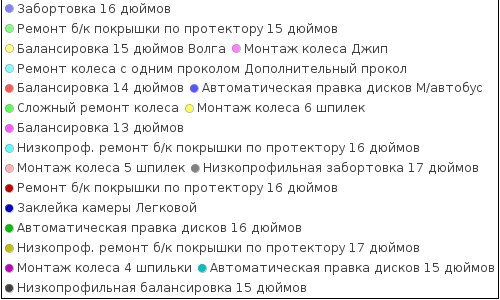 Забортовка 16 дюймов
Ремонт б/к покрышки по протектору 15 дюймов
Балансировка 15 дюймов Волга Монтаж колеса Джип
Ремонт колеса с одним проколом Дополнительный прокол
Балансировка 14 дюймов Автоматическая правка дисков М/автобус
Сложный ремонт колеса Монтаж колеса 6 шпилек
Балансировка 13 дюймов
Низкопроф. ремонт б/к покрышки по протектору 16 дюймов
Монтаж колеса 5 шпилек Низкопрофильная забортовка 17 дюймов
Ремонт б/к покрышки по протектору 16 дюймов
Заклейка камеры Легковой
Автоматическая правка дисков 16 дюймов
Низкопроф. ремонт б/к покрышки по протектору 17 дюймов
Монтаж колеса 4 шпильки Автоматическая правка дисков 15 дюймов
Низкопрофильная балансировка 15 дюймов